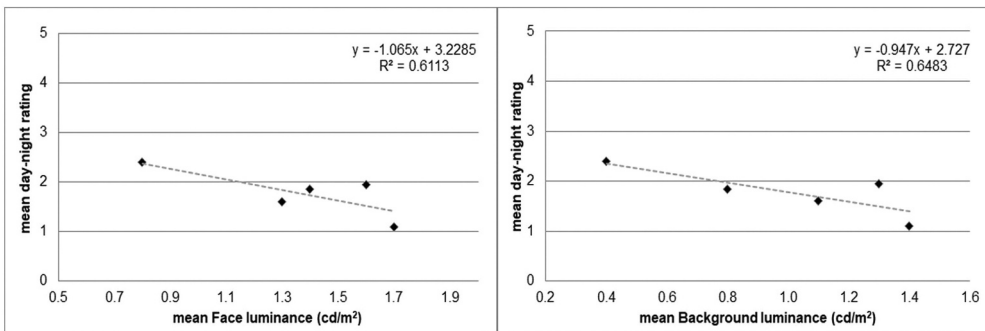 5
4
3
2
1
0
mean day-night rating
y = -1.065x + 3.2285
R² = 0.6113
0.5 0.7 0.9 1.1 1.3 1.5 1.7 1.9
mean Face luminance (cd/m²)
5
4
3
2
1
0
mean day-night rating
y = -0.947x + 2.727
R² = 0.6483
0.2 0.4 0.6 0.8 1.0 1.2 1.4 1.6
mean Background luminance (cd/m²)